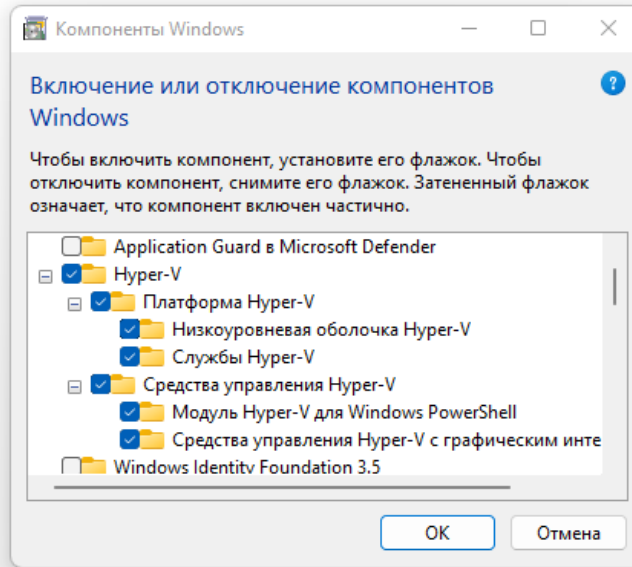 Компоненты Windows
Включение или отключение компонентов
Windows
?
Чтобы включить компонент, установите его флажок. Чтобы
отключить компонент, снимите его флажок. Затененный флажок
означает, что компонент включен частично.
Application Guard в Microsoft Defender
Hyper-V
Платформа Hyper-V
Низкоуровневая оболочка Hyper-V
Службы Hyper-V
Средства управления Hyper-V
Модуль Hyper-V для Windows PowerShell
Средства управления Hyper-V с графическим инте
Windows Identity Foundation 3.5
ОК Отмена